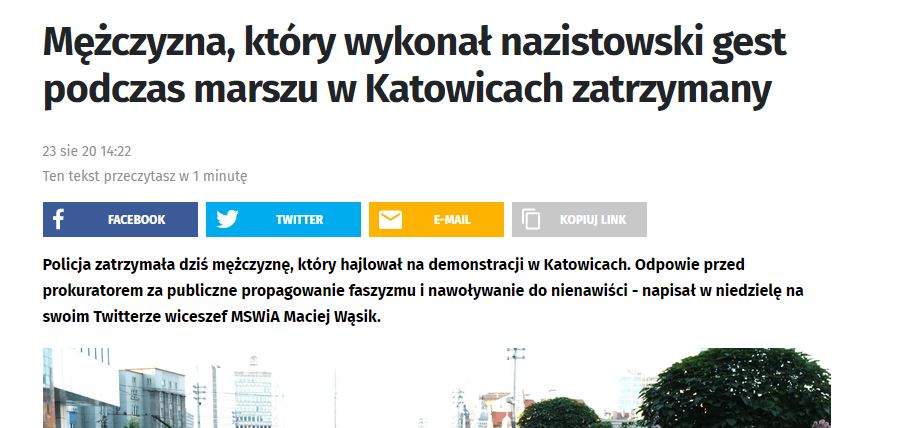 Mężczyzna, który wykonał nazistowski gest
podczas marszu w Katowicach zatrzymany
23 sie 20 14:22
Ten tekst przeczytasz w 1 minutę
FACEBOOK TWITTER E-MAIL KOPIUJ LINK
Policja zatrzymała dziś mężczyznę, który hajlował na demonstracji w Katowicach. Odpowie przed
prokuratorem za publiczne propagowanie faszyzmu i nawoływanie do nienawiści - napisał w niedzielę na
swoim Twitterze wiceszef MSWiA Maciej Wąsik.